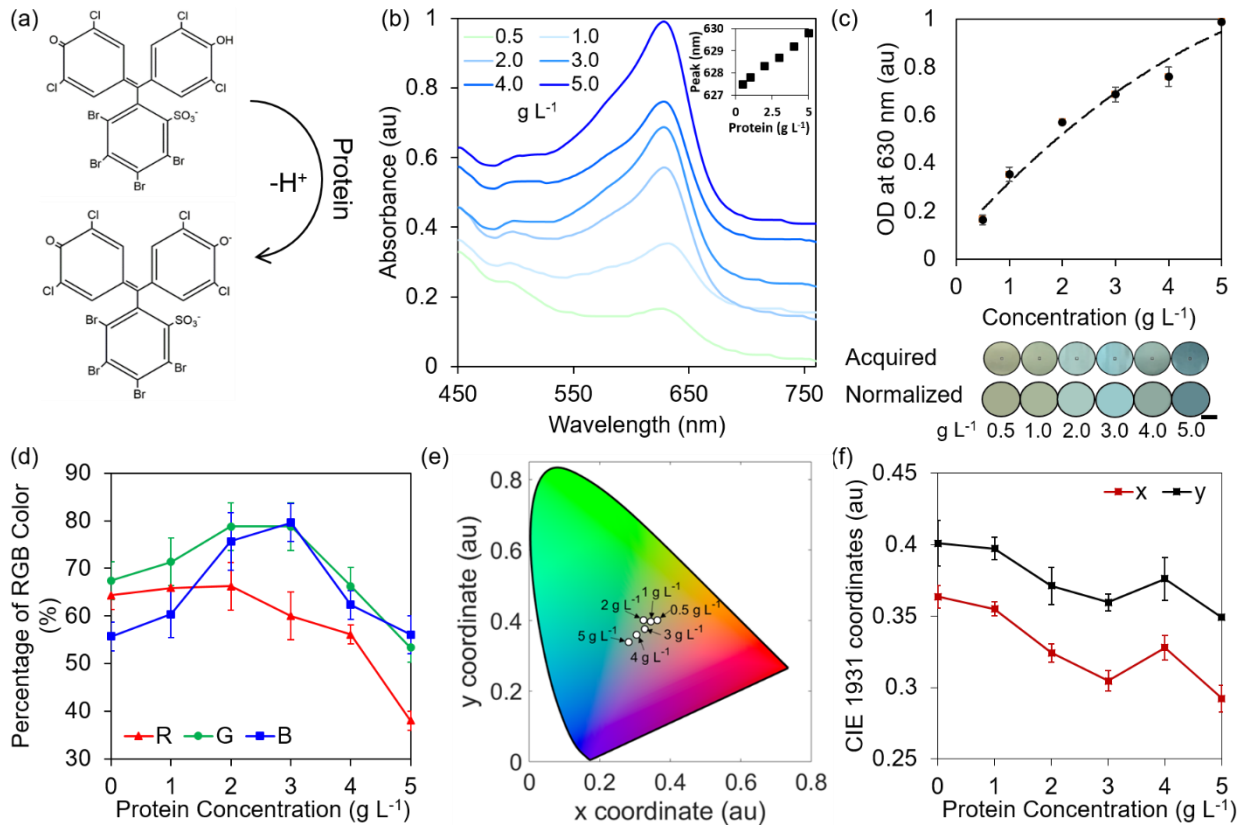 (a)
Cl
Cl
O
OH
Cl
Cl
Br
SO₃⁻
Br
Br
Br
-H⁺
Protein
Cl
Cl
O
O⁻
Cl
Cl
Br
SO₃⁻
Br
Br
Br
(b)
Absorbance (au)
1
0.8
0.6
0.4
0.2
0
450
550
650
750
Wavelength (nm)
0.5 1.0
2.0 3.0
4.0 5.0
g L⁻¹
Peak (nm)
630
629
628
627
0 2.5 5
Protein (g L⁻¹)
(c)
OD at 630 nm (au)
1
0.8
0.6
0.4
0.2
0
0 1 2 3 4 5
Concentration (g L⁻¹)
Acquired
Normalized
g L⁻¹ 0.5 1.0 2.0 3.0 4.0 5.0
(d)
Percentage of RGB Color
(%)
90
80
70
60
50
40
30
R G B
0 1 2 3 4 5
Protein Concentration (g L⁻¹)
(e)
y coordinate (au)
0.8
0.6
0.4
0.2
0
2 g L⁻¹
1 g L⁻¹
0.5 g L⁻¹
5 g L⁻¹
3 g L⁻¹
4 g L⁻¹
0 0.2 0.4 0.6 0.8
x coordinate (au)
(f)
CIE 1931 coordinates (au)
0.45
0.4
0.35
0.3
0.25
x y
0 1 2 3 4 5
Protein Concentration (g L⁻¹)